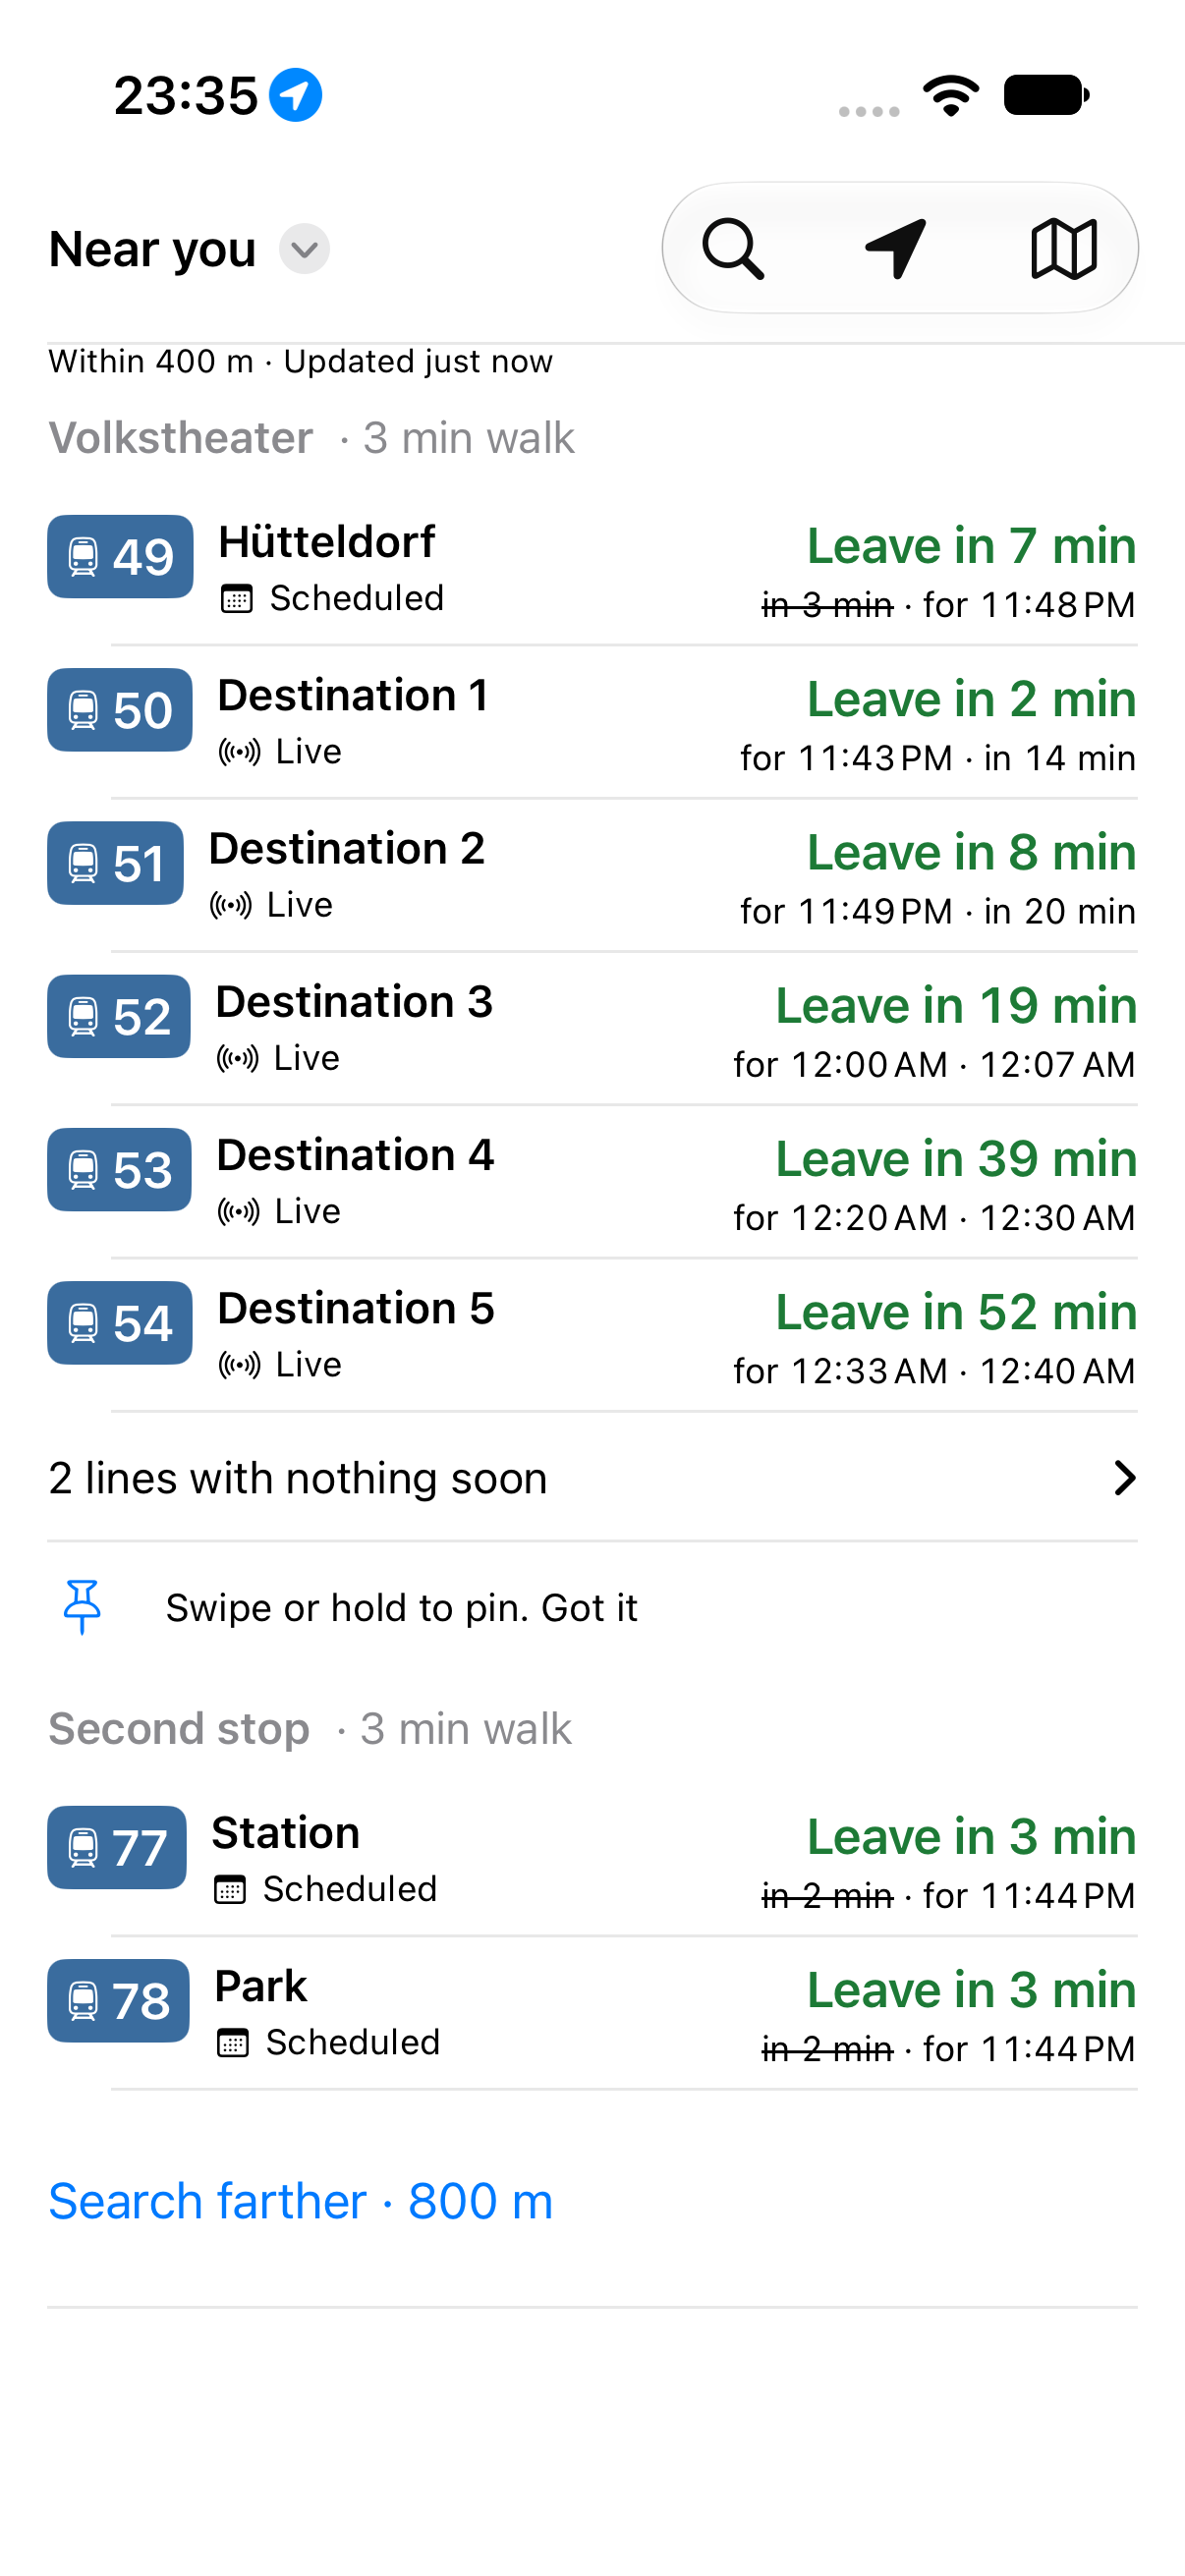 23:35
Near you
Within 400 m · Updated just now
Volkstheater · 3 min walk
49 Hütteldorf Leave in 7 min
Scheduled in 3 min · for 11:48 PM
50 Destination 1 Leave in 2 min
Live for 11:43 PM · in 14 min
51 Destination 2 Leave in 8 min
Live for 11:49 PM · in 20 min
52 Destination 3 Leave in 19 min
Live for 12:00 AM · 12:07 AM
53 Destination 4 Leave in 39 min
Live for 12:20 AM · 12:30 AM
54 Destination 5 Leave in 52 min
Live for 12:33 AM · 12:40 AM
2 lines with nothing soon
Swipe or hold to pin. Got it
Second stop · 3 min walk
77 Station Leave in 3 min
Scheduled in 2 min · for 11:44 PM
78 Park Leave in 3 min
Scheduled in 2 min · for 11:44 PM
Search farther · 800 m